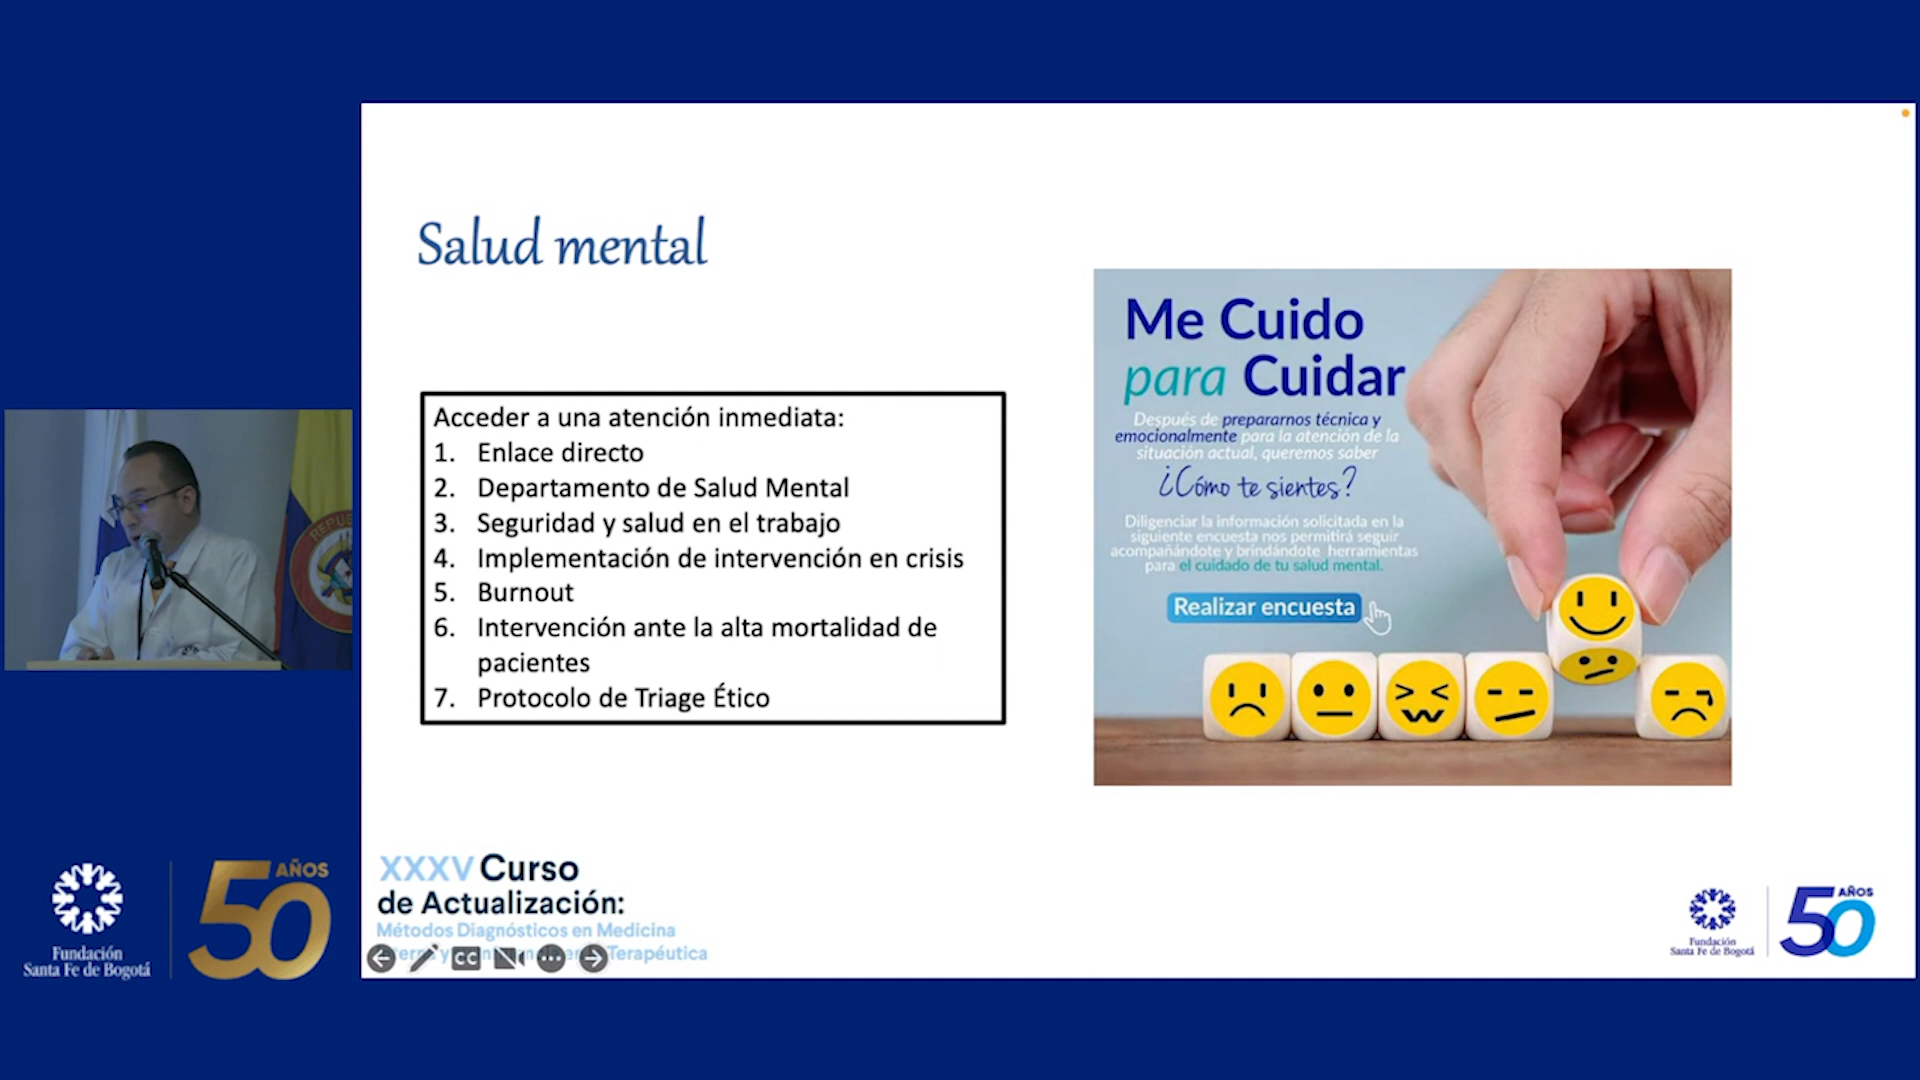 Salud mental
Acceder a una atención inmediata:
1. Enlace directo
2. Departamento de Salud Mental
3. Seguridad y salud en el trabajo
4. Implementación de intervención en crisis
5. Burnout
6. Intervención ante la alta mortalidad de
pacientes
7. Protocolo de Triage Ético
Me Cuido
para Cuidar
Después de prepararnos técnica y
emocionalmente para la atención de la
situación actual, queremos saber
¿Cómo te sientes?
Diligenciar la información solicitada en la
siguiente encuesta nos permitirá seguir
acompañándote y brindándote herramientas
para el cuidado de tu salud mental.
Realizar encuesta
XXXV Curso
de Actualización:
Métodos Diagnósticos en Medicina
Terapéutica
CC
Fundación
Santa Fe de Bogotá
50 AÑOS
Fundación
Santa Fe de Bogotá
50 AÑOS